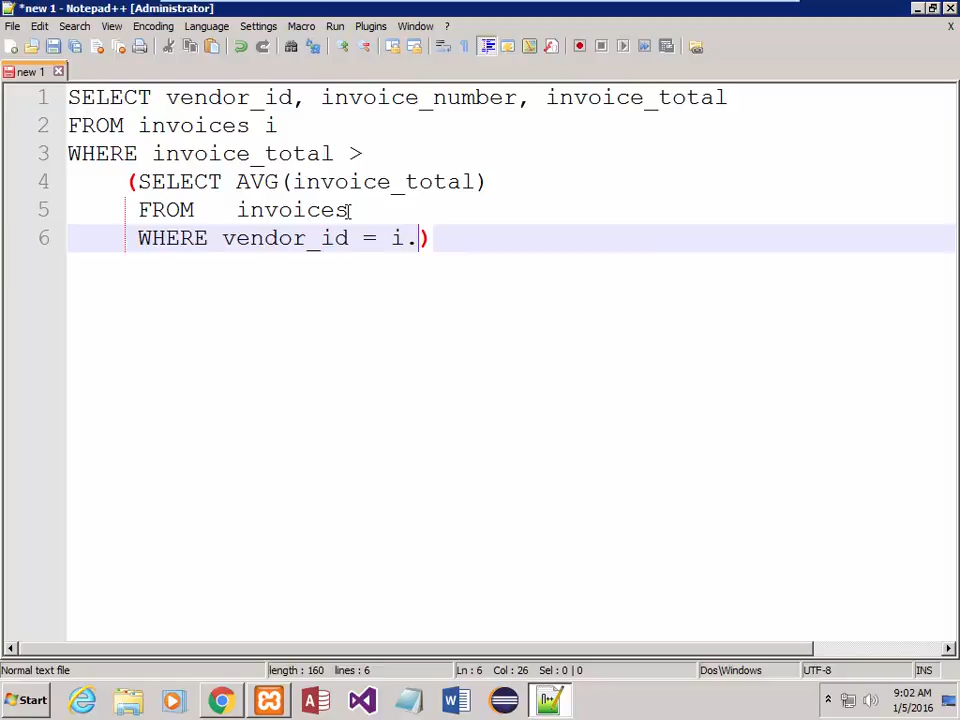 *new 1 - Notepad++ [Administrator]
File Edit Search View Encoding Language Settings Macro Run Plugins Window ? X
new 1
1 SELECT vendor_id, invoice_number, invoice_total
2 FROM invoices i
3 WHERE invoice_total >
4 (SELECT AVG(invoice_total)
5 FROM invoices
6 WHERE vendor_id = i.)
Normal text file length : 160 lines : 6 Ln : 6 Col : 26 Sel : 0 | 0 Dos\Windows UTF-8 INS
Start 9:02 AM
1/5/2016